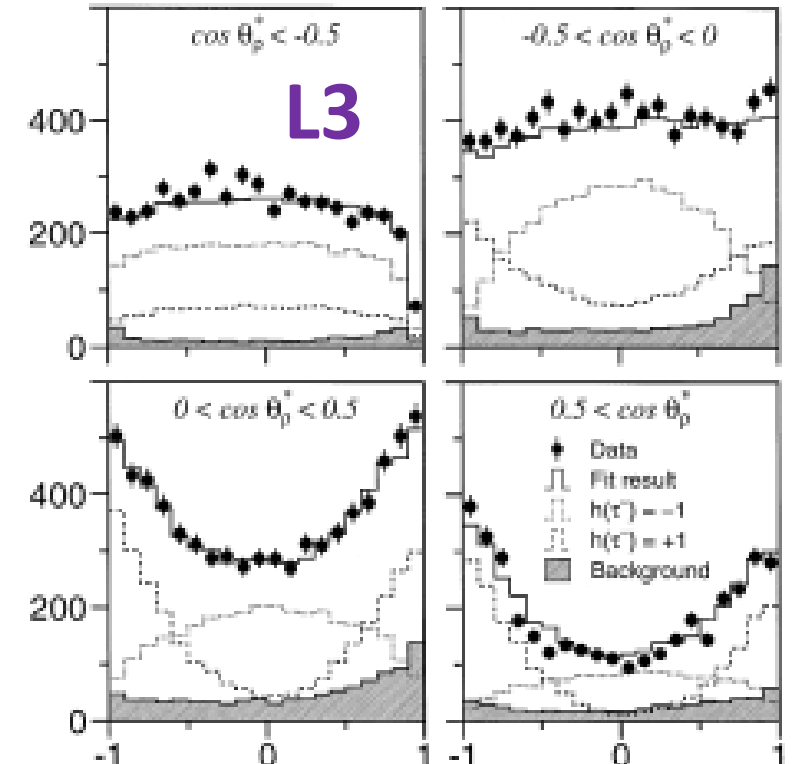 cos θ*ρ < -0.5
-0.5 < cos θ*ρ < 0
L3
400
200
0
0 < cos θ*ρ < 0.5
0.5 < cos θ*ρ
Data
Fit result
h(τ⁻) = −1
h(τ⁻) = +1
Background
400
200
0
-1 0 1
-1 0 1